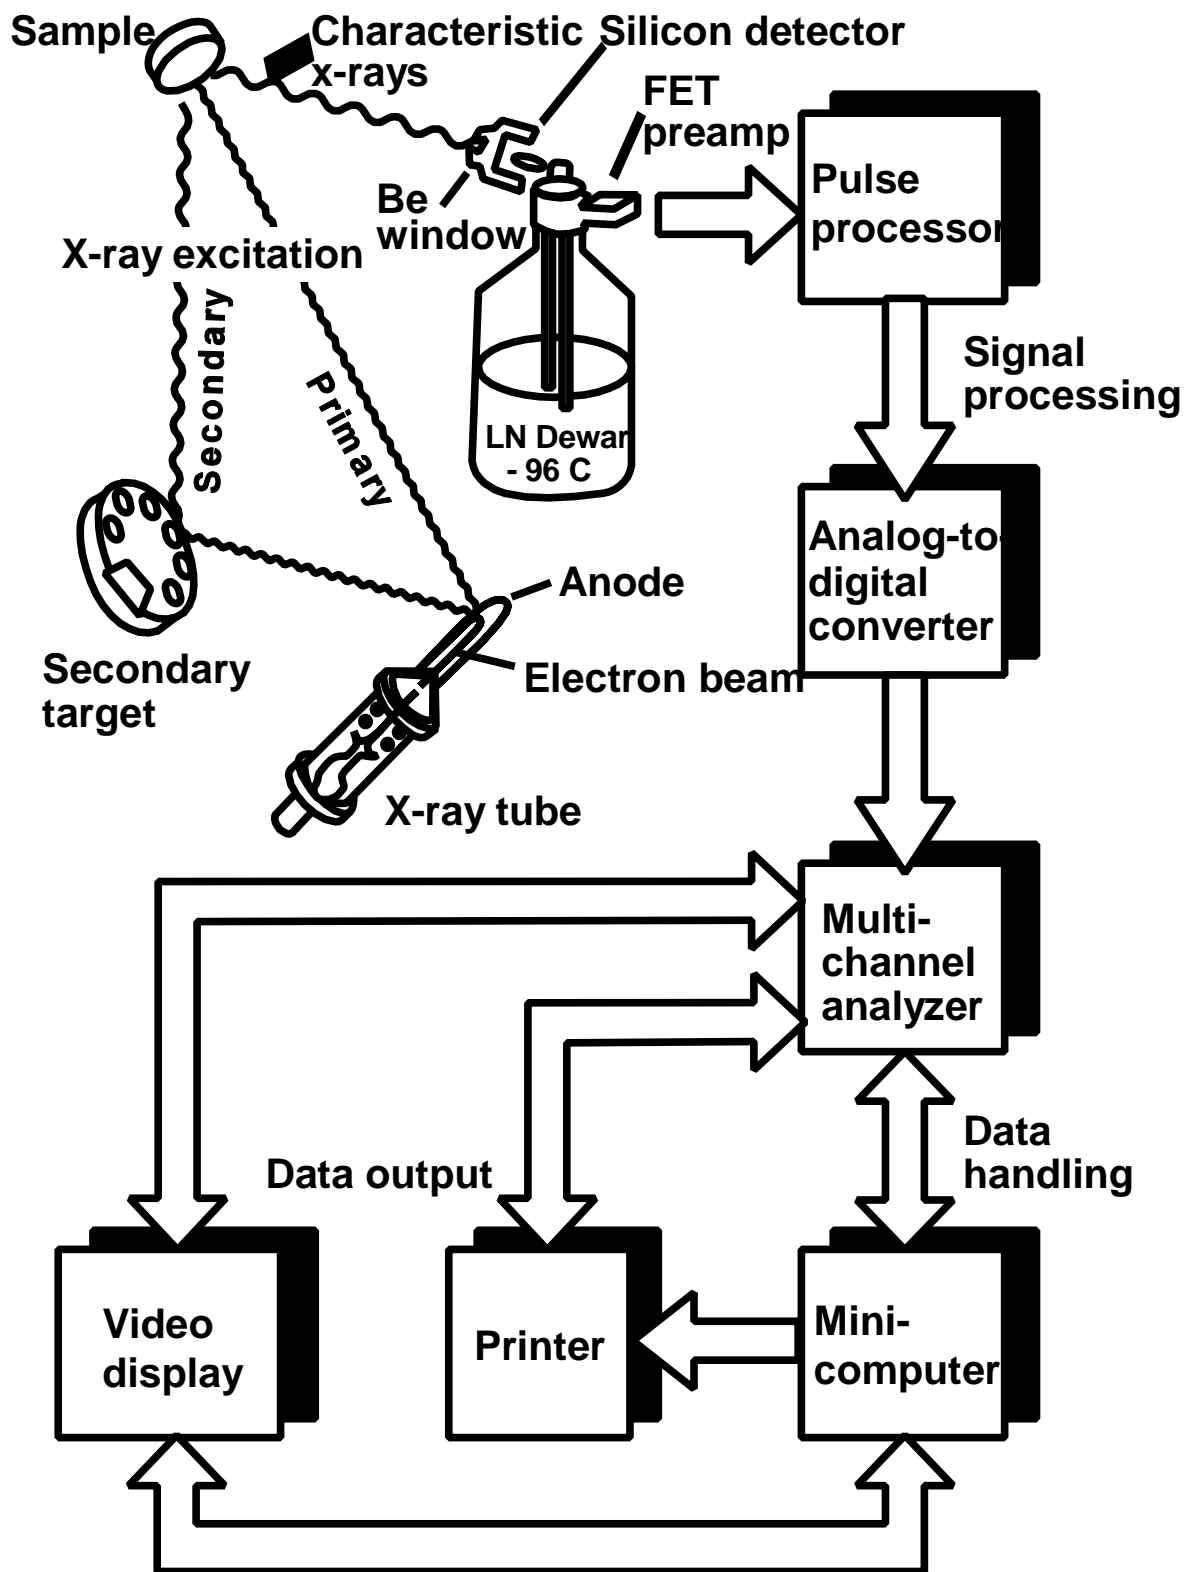 Sample
Characteristic
x-rays
Silicon detector
FET
preamp
Be
window
Pulse
processor
X-ray excitation
Secondary
Primary
LN Dewar
- 96 C
Signal
processing
Analog-to-
digital
converter
Anode
Electron beam
Secondary
target
X-ray tube
Multi-
channel
analyzer
Data
handling
Data output
Video
display
Printer
Mini-
computer